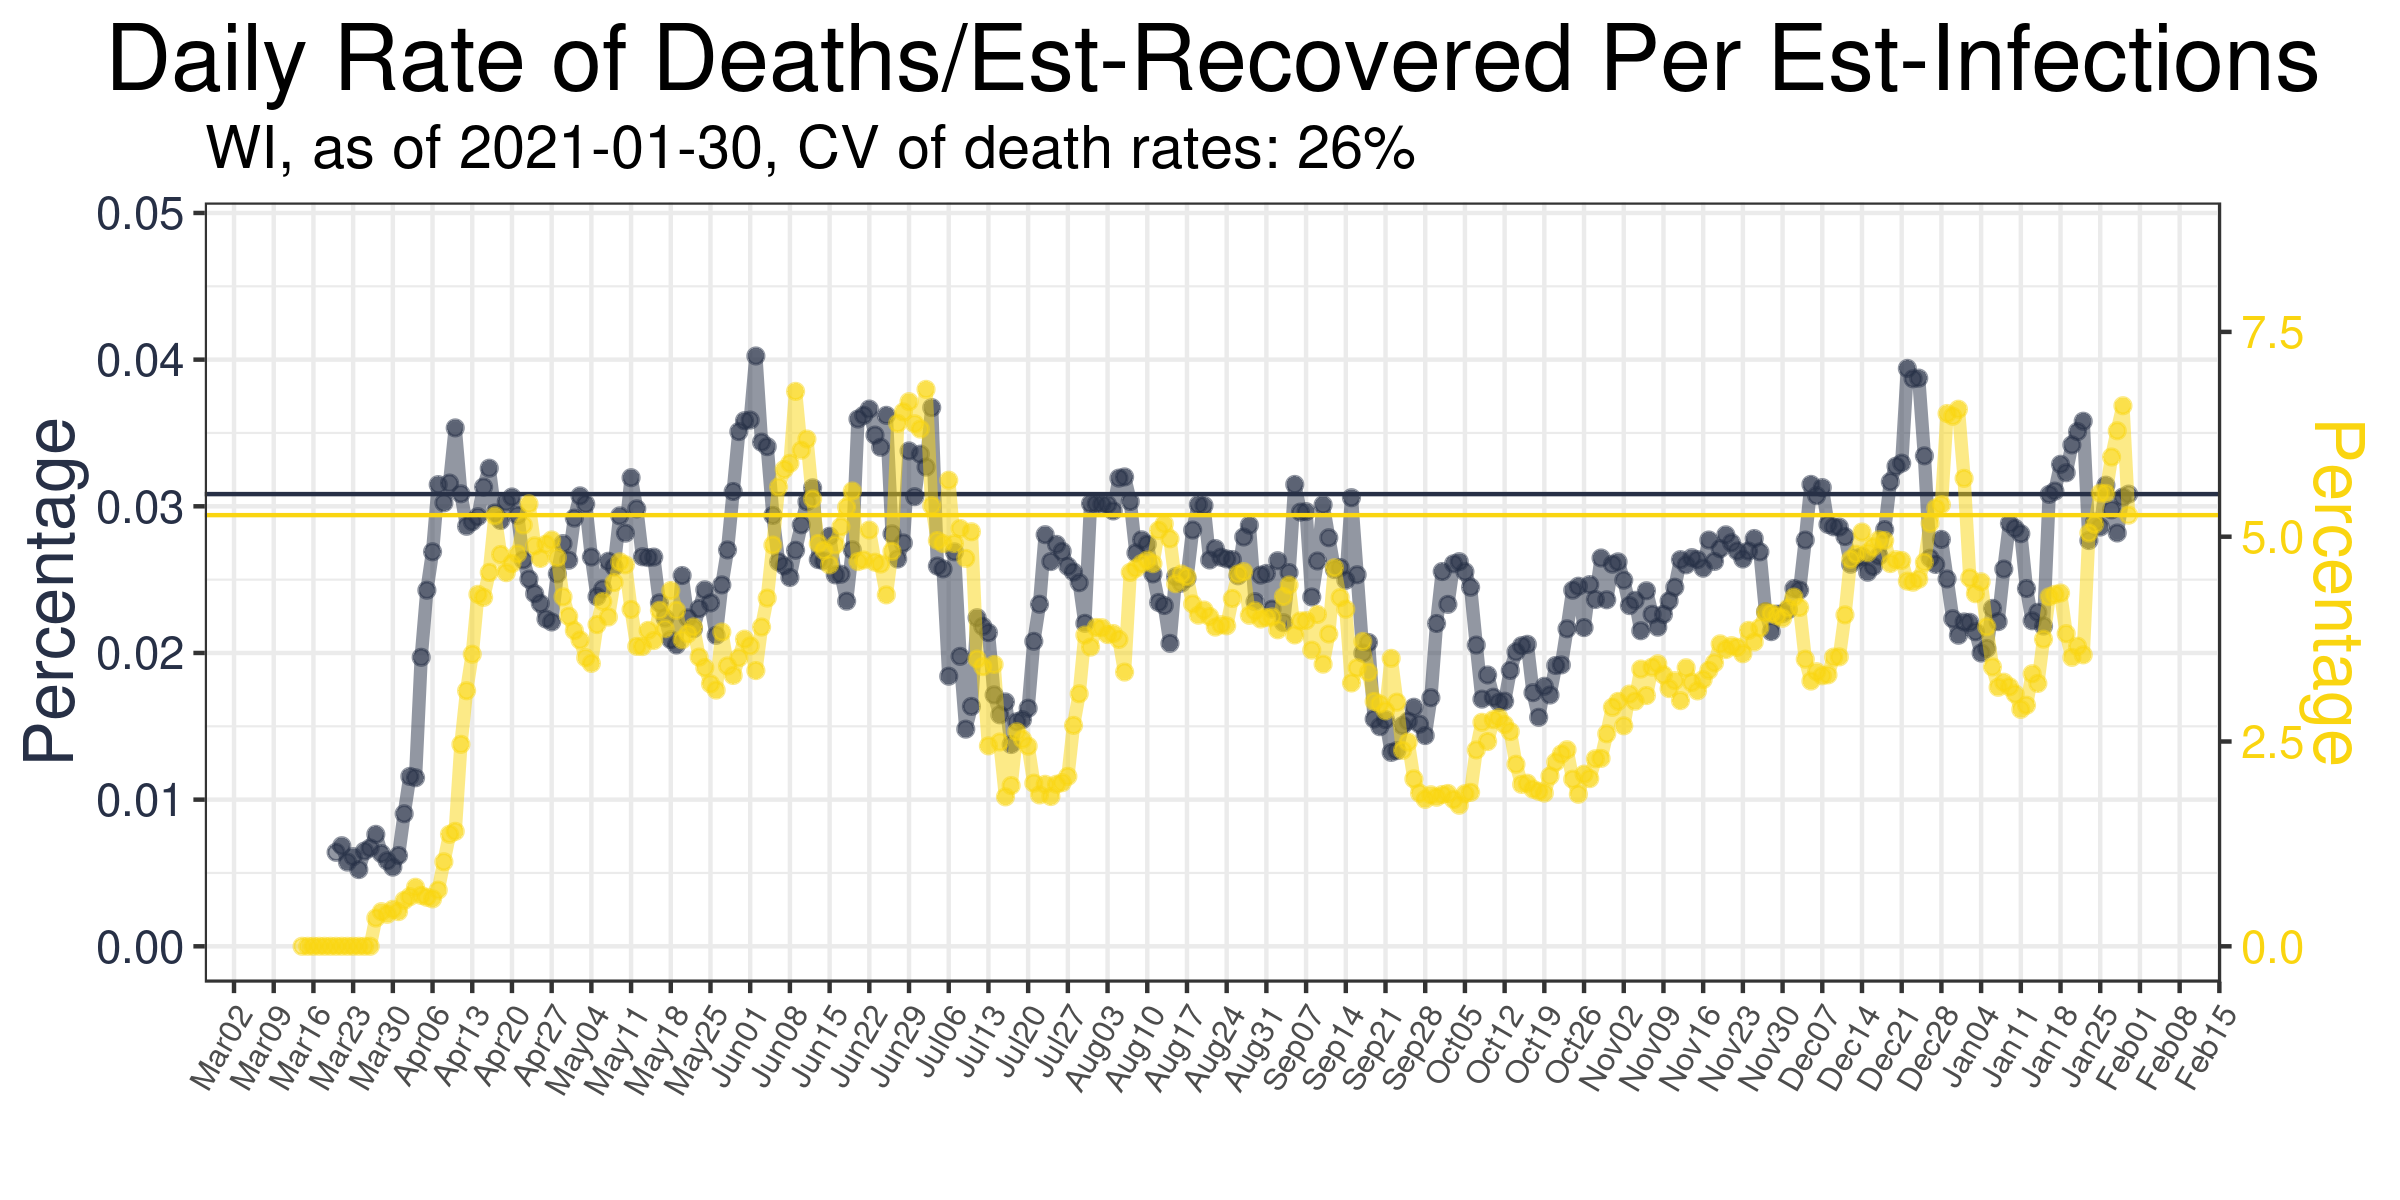 Daily Rate of Deaths/Est-Recovered Per Est-Infections
WI, as of 2021-01-30, CV of death rates: 26%
Percentage
0.05
0.04
0.03
0.02
0.01
0.00
7.5
5.0
2.5
0.0
Percentage
Mar02
Mar09
Mar16
Mar23
Mar30
Apr06
Apr13
Apr20
Apr27
May04
May11
May18
May25
Jun01
Jun08
Jun15
Jun22
Jun29
Jul06
Jul13
Jul20
Jul27
Aug03
Aug10
Aug17
Aug24
Aug31
Sep07
Sep14
Sep21
Sep28
Oct05
Oct12
Oct19
Oct26
Nov02
Nov09
Nov16
Nov23
Nov30
Dec07
Dec14
Dec21
Dec28
Jan04
Jan11
Jan18
Jan25
Feb01
Feb08
Feb15